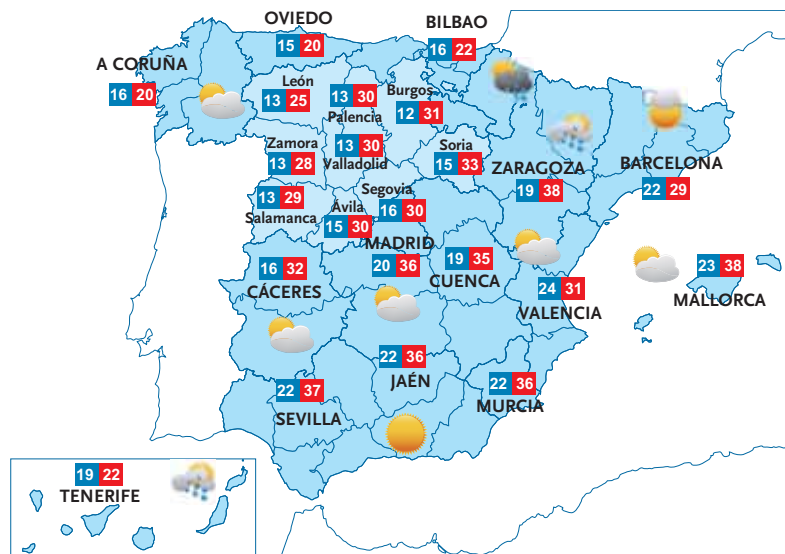 OVIEDO
15 20
BILBAO
16 22
A CORUÑA
16 20
León
13 25
13 30
Palencia
Burgos
12 31
Zamora
13 28
13 30
Valladolid
Soria
15 33
ZARAGOZA
19 38
BARCELONA
22 29
13 29
Salamanca
Segovia
16 30
Ávila
15 30
MADRID
20 36
16 32
CÁCERES
19 35
CUENCA
24 31
VALENCIA
23 38
MALLORCA
22 36
JAÉN
22 36
MURCIA
22 37
SEVILLA
19 22
TENERIFE